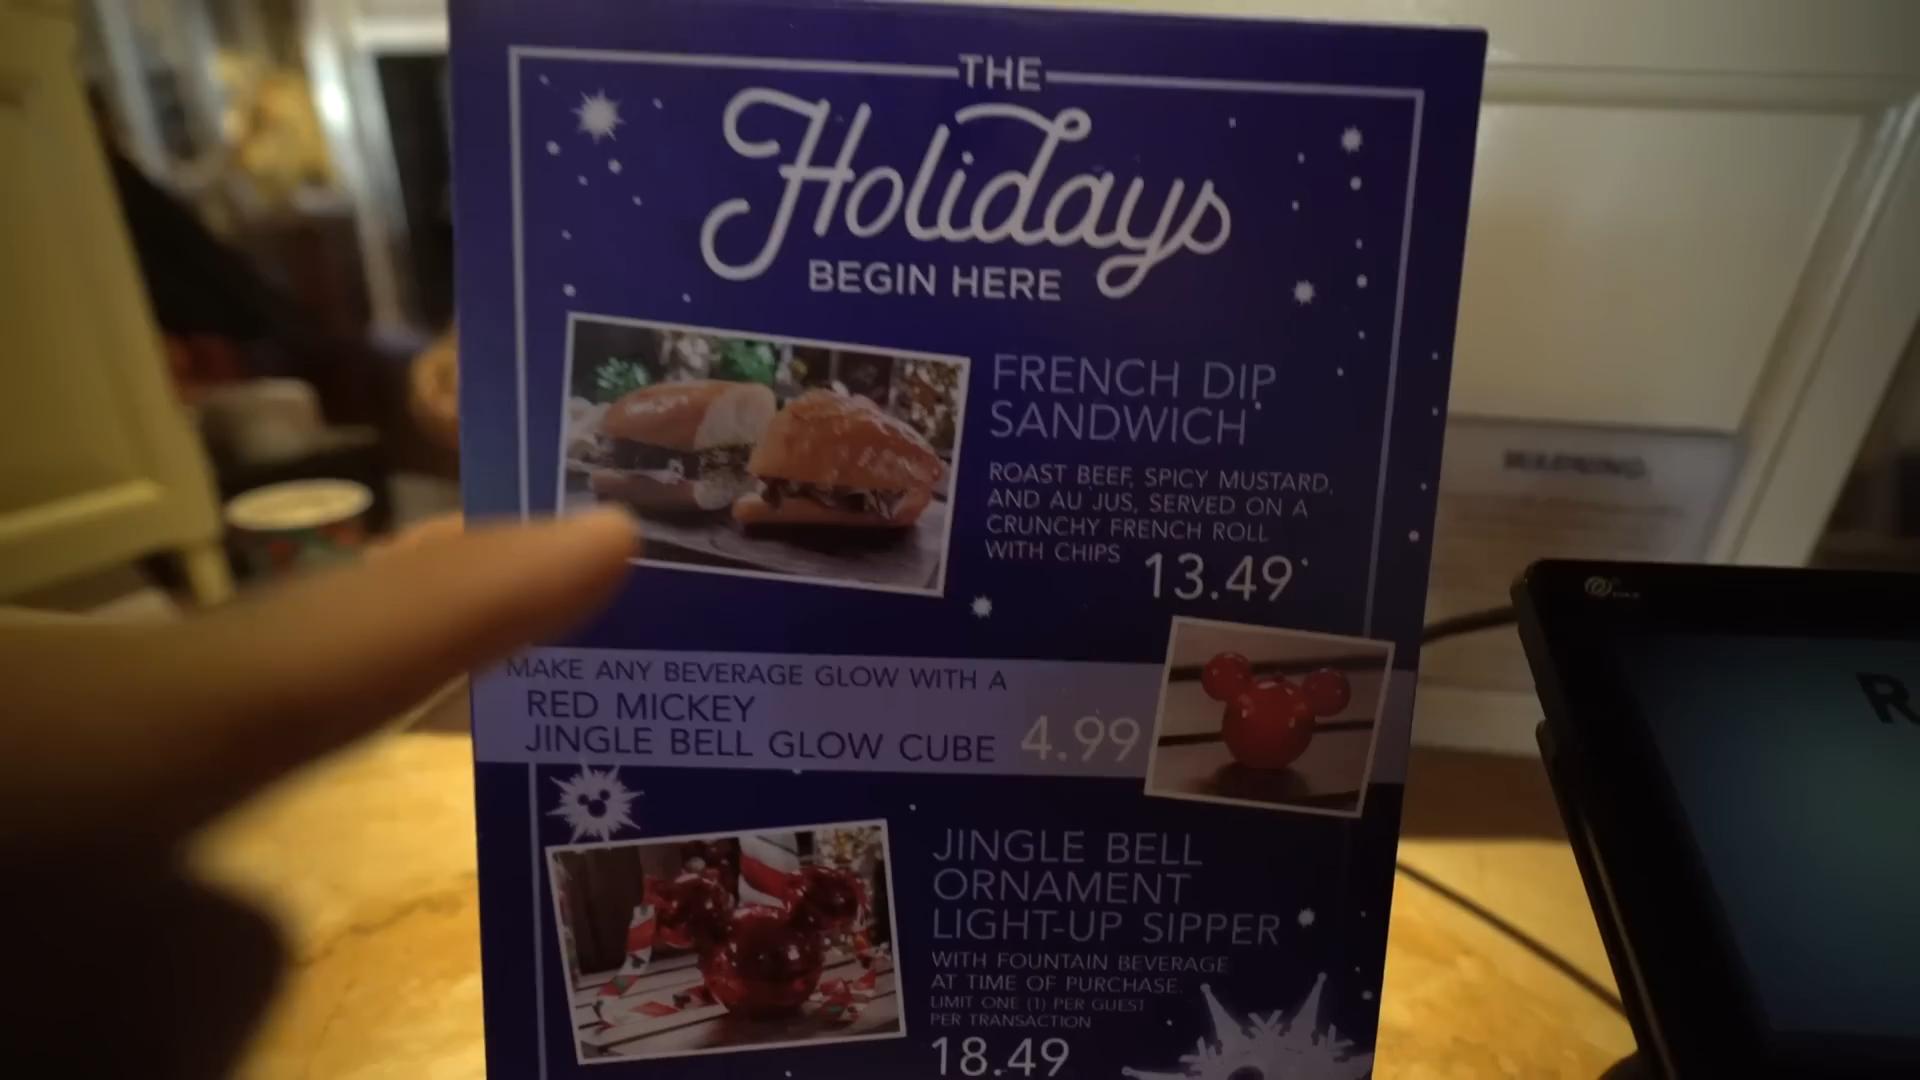 THE
Holidays
BEGIN HERE
FRENCH DIP
SANDWICH
ROAST BEEF, SPICY MUSTARD,
AND AU JUS, SERVED ON A
CRUNCHY FRENCH ROLL
WITH CHIPS
13.49
MAKE ANY BEVERAGE GLOW WITH A
RED MICKEY
JINGLE BELL GLOW CUBE
4.99
JINGLE BELL
ORNAMENT
LIGHT-UP SIPPER
WITH FOUNTAIN BEVERAGE
AT TIME OF PURCHASE.
LIMIT ONE (1) PER GUEST
PER TRANSACTION
18.49
WARNING
R